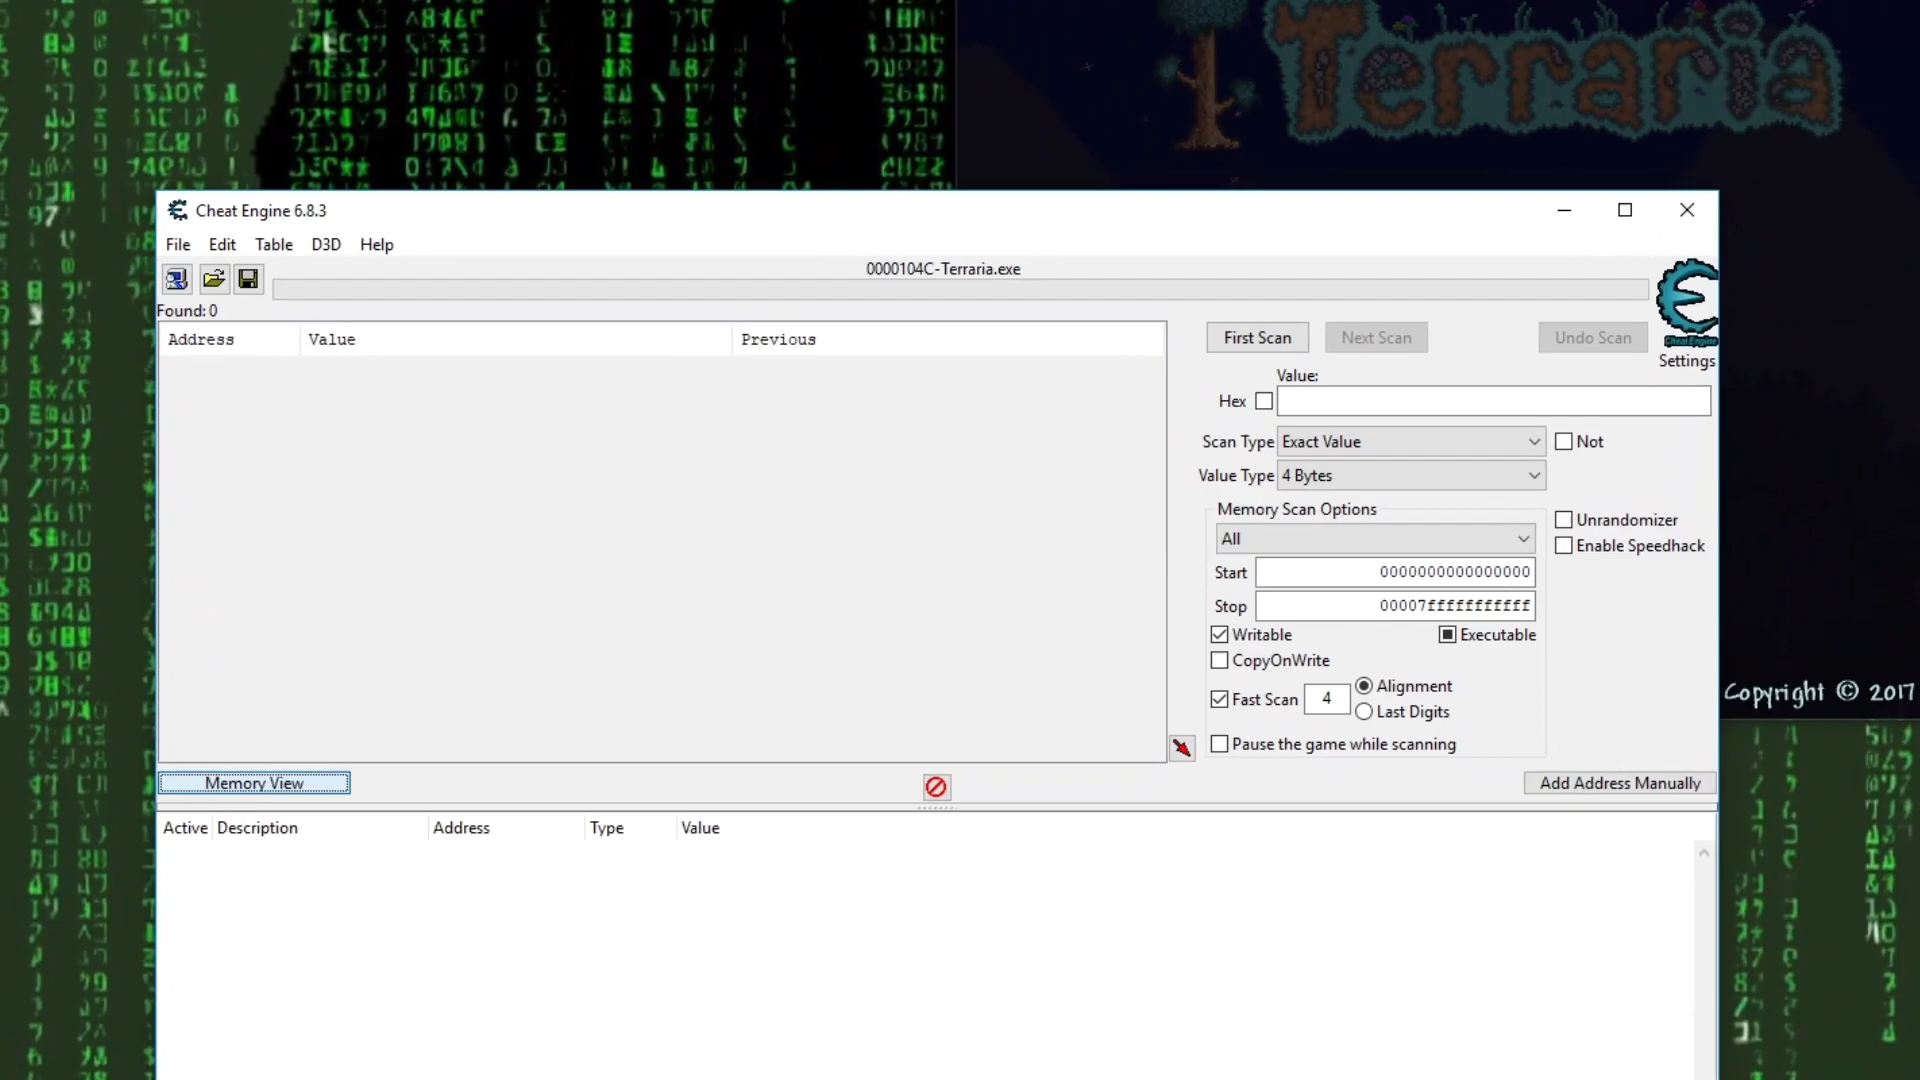 Terraria
Cheat Engine 6.8.3
File Edit Table D3D Help
0000104C-Terraria.exe
Found: 0
Address Value Previous
First Scan Next Scan Undo Scan
Cheat Engine
Settings
Value:
Hex
Scan Type Exact Value Not
Value Type 4 Bytes
Memory Scan Options
All
Unrandomizer
Enable Speedhack
Start 0000000000000000
Stop 00007fffffffffff
Writable Executable
CopyOnWrite
Fast Scan 4 Alignment
Last Digits
Pause the game while scanning
Copyright © 2017
Memory View Add Address Manually
Active Description Address Type Value